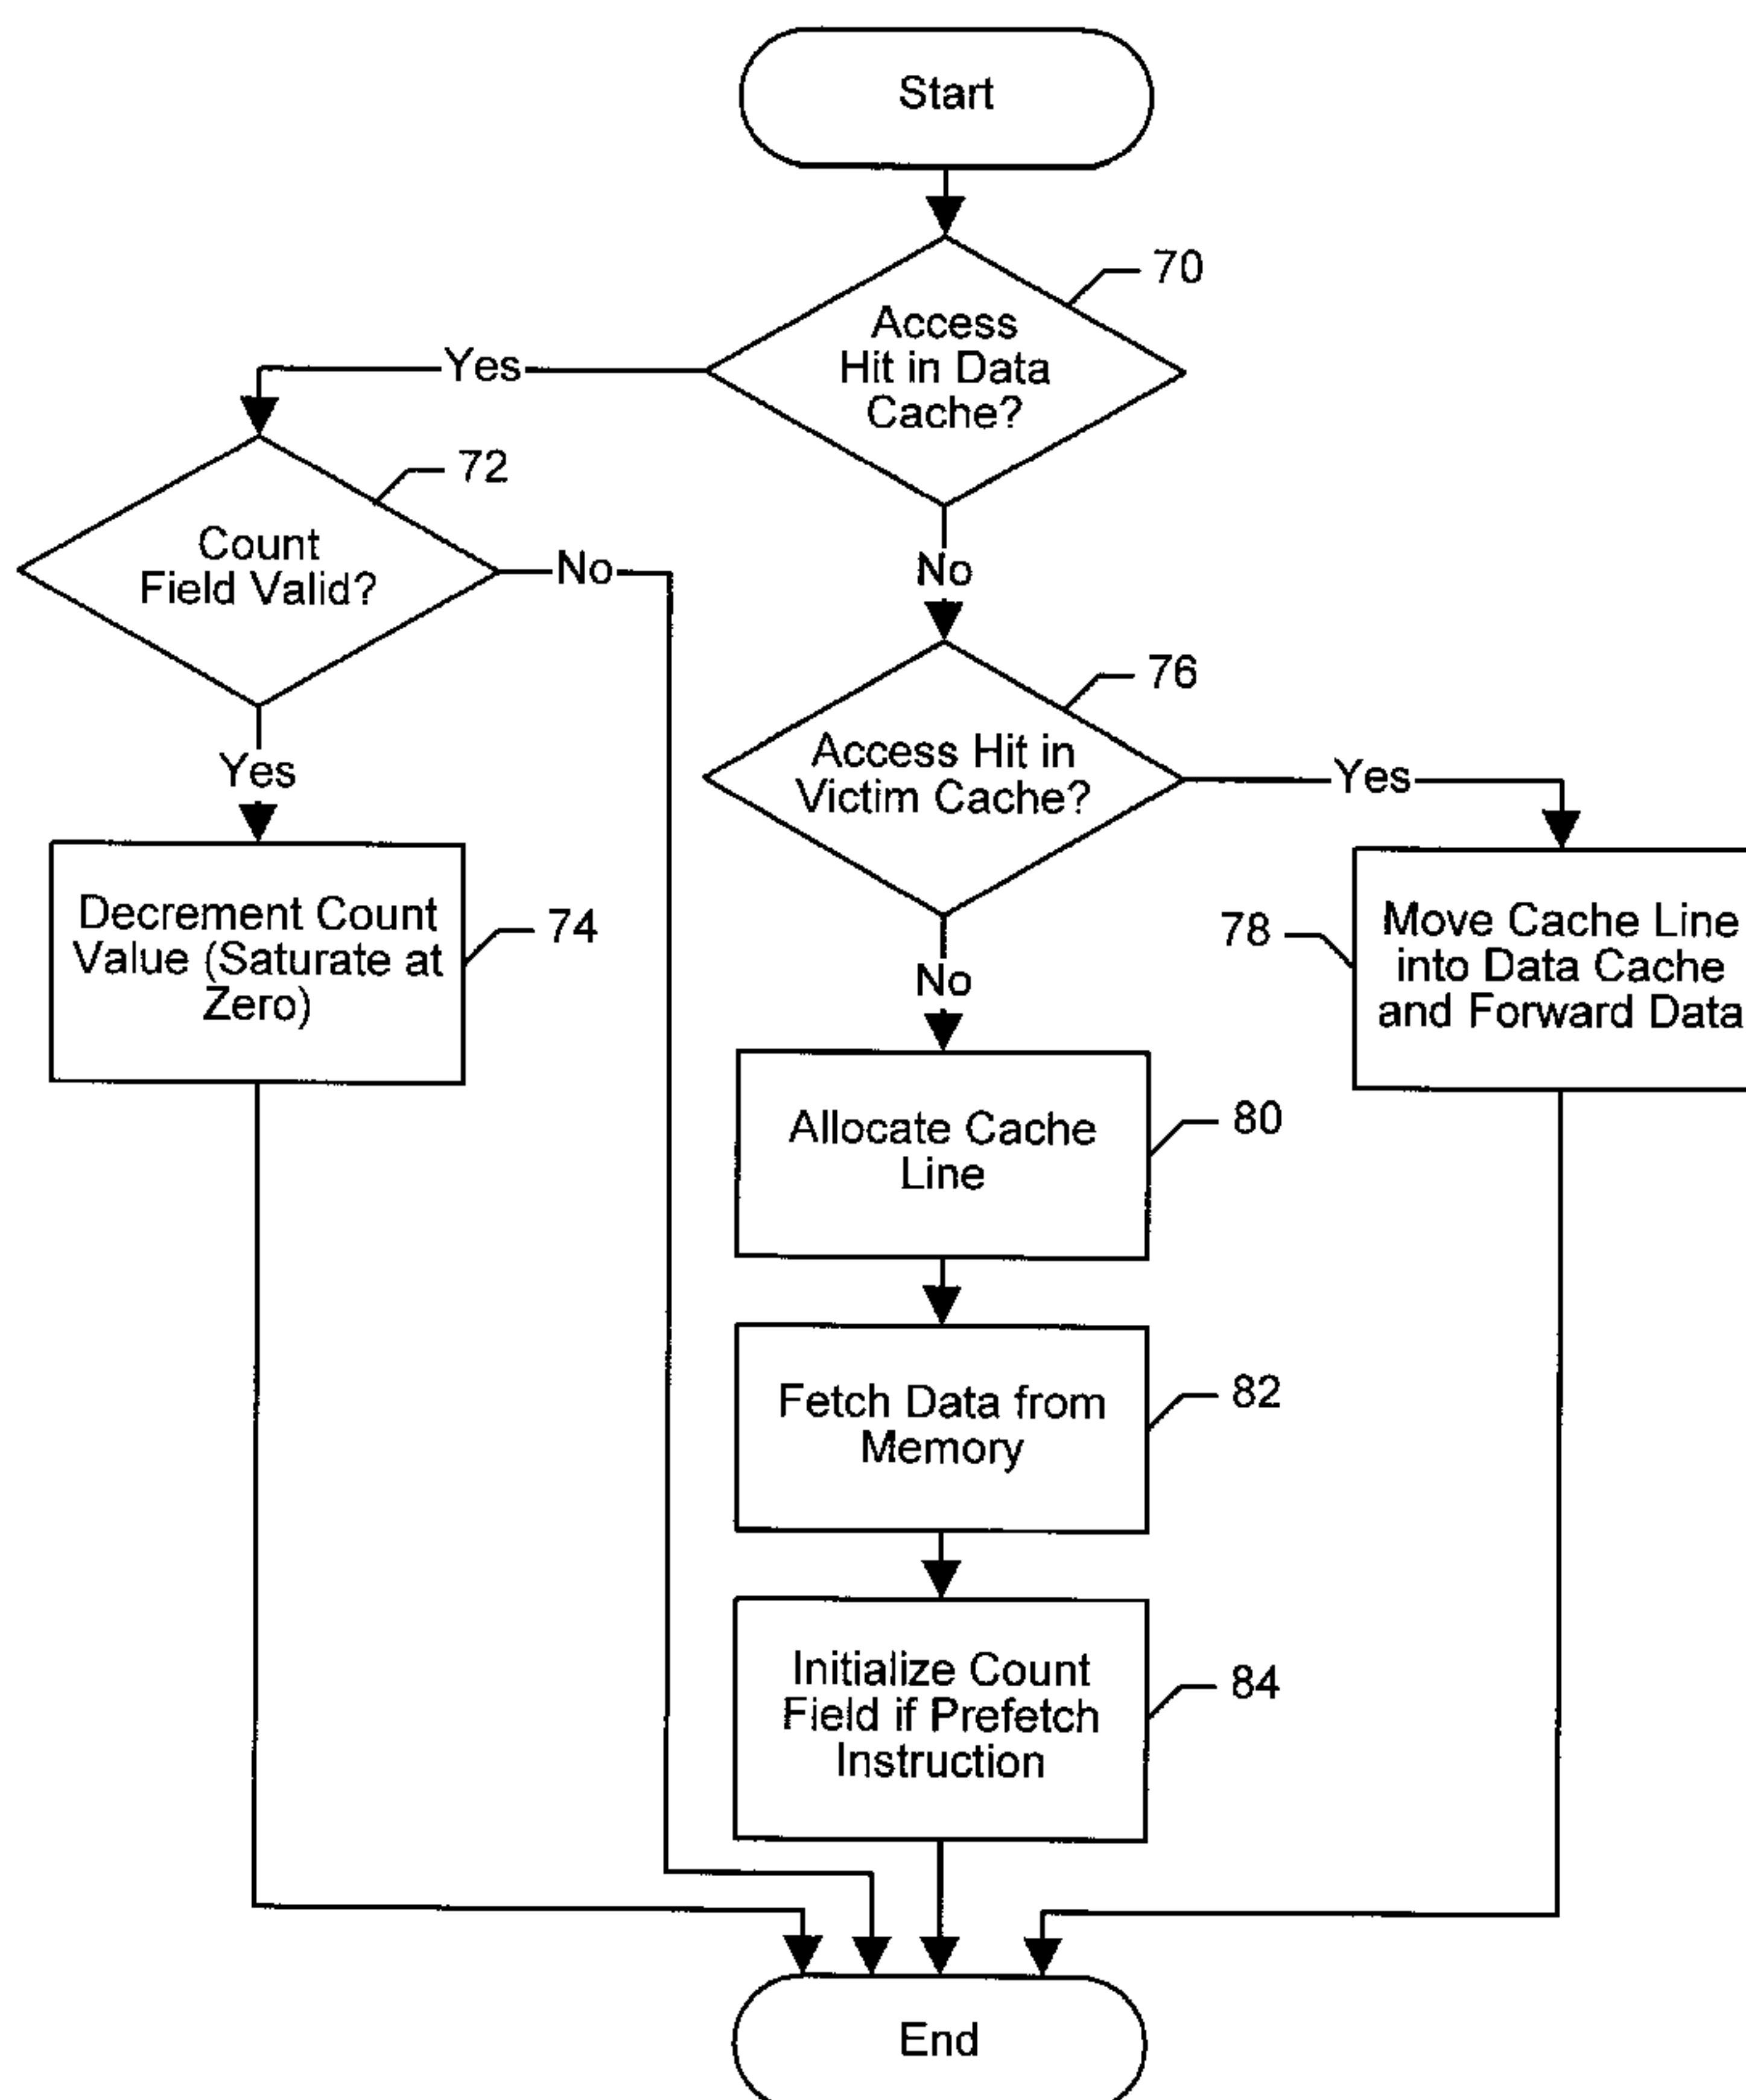 Start
70
Access
Hit in Data
Cache?
Yes
72
Count
Field Valid?
No
No
76
Access Hit in
Victim Cache?
Yes
Yes
Decrement Count
Value (Saturate at
Zero)
74
78
Move Cache Line
into Data Cache
and Forward Data
No
Allocate Cache
Line
80
Fetch Data from
Memory
82
Initialize Count
Field if Prefetch
Instruction
84
End